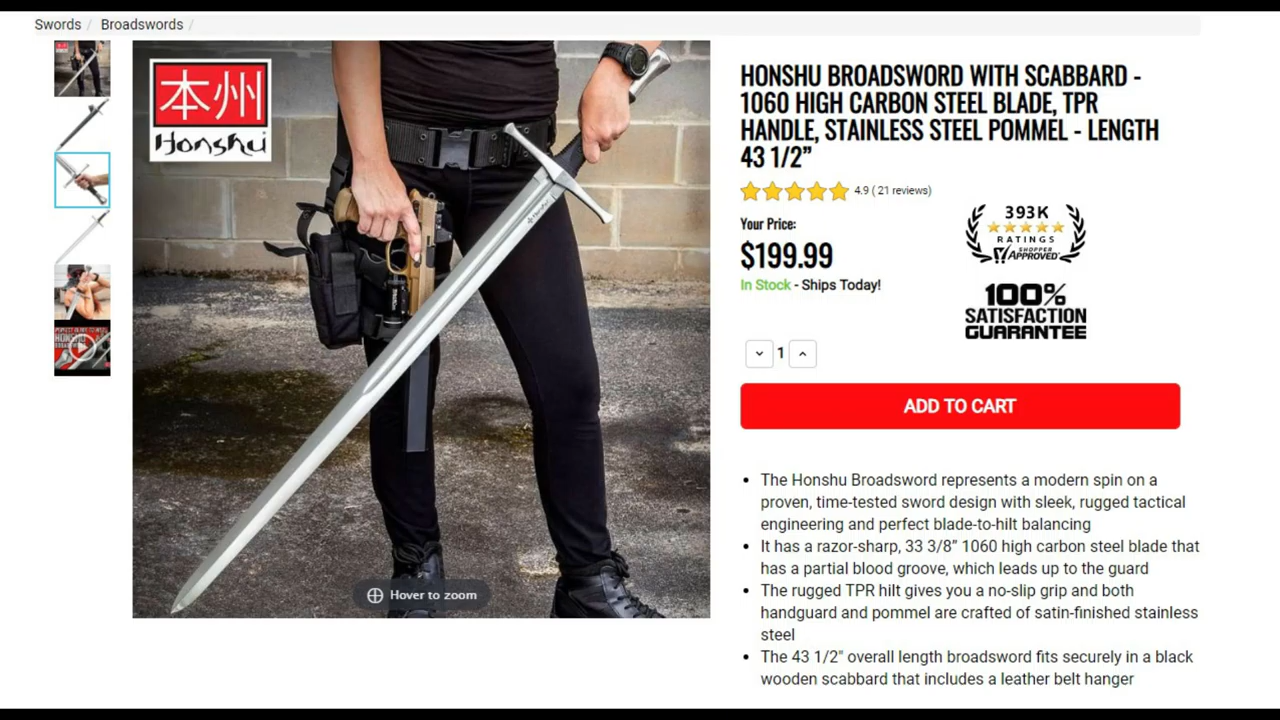 Swords / Broadswords /
本州
Honshu
HONSHU BROADSWORD WITH SCABBARD -
1060 HIGH CARBON STEEL BLADE, TPR
HANDLE, STAINLESS STEEL POMMEL - LENGTH
43 1/2”
4.9 ( 21 reviews)
Your Price:
$199.99
In Stock - Ships Today!
393K
RATINGS
SHOPPER
APPROVED
100%
SATISFACTION
GUARANTEE
1
ADD TO CART
The Honshu Broadsword represents a modern spin on a
proven, time-tested sword design with sleek, rugged tactical
engineering and perfect blade-to-hilt balancing
It has a razor-sharp, 33 3/8” 1060 high carbon steel blade that
has a partial blood groove, which leads up to the guard
The rugged TPR hilt gives you a no-slip grip and both
handguard and pommel are crafted of satin-finished stainless
steel
The 43 1/2" overall length broadsword fits securely in a black
wooden scabbard that includes a leather belt hanger
Honshu
Hover to zoom